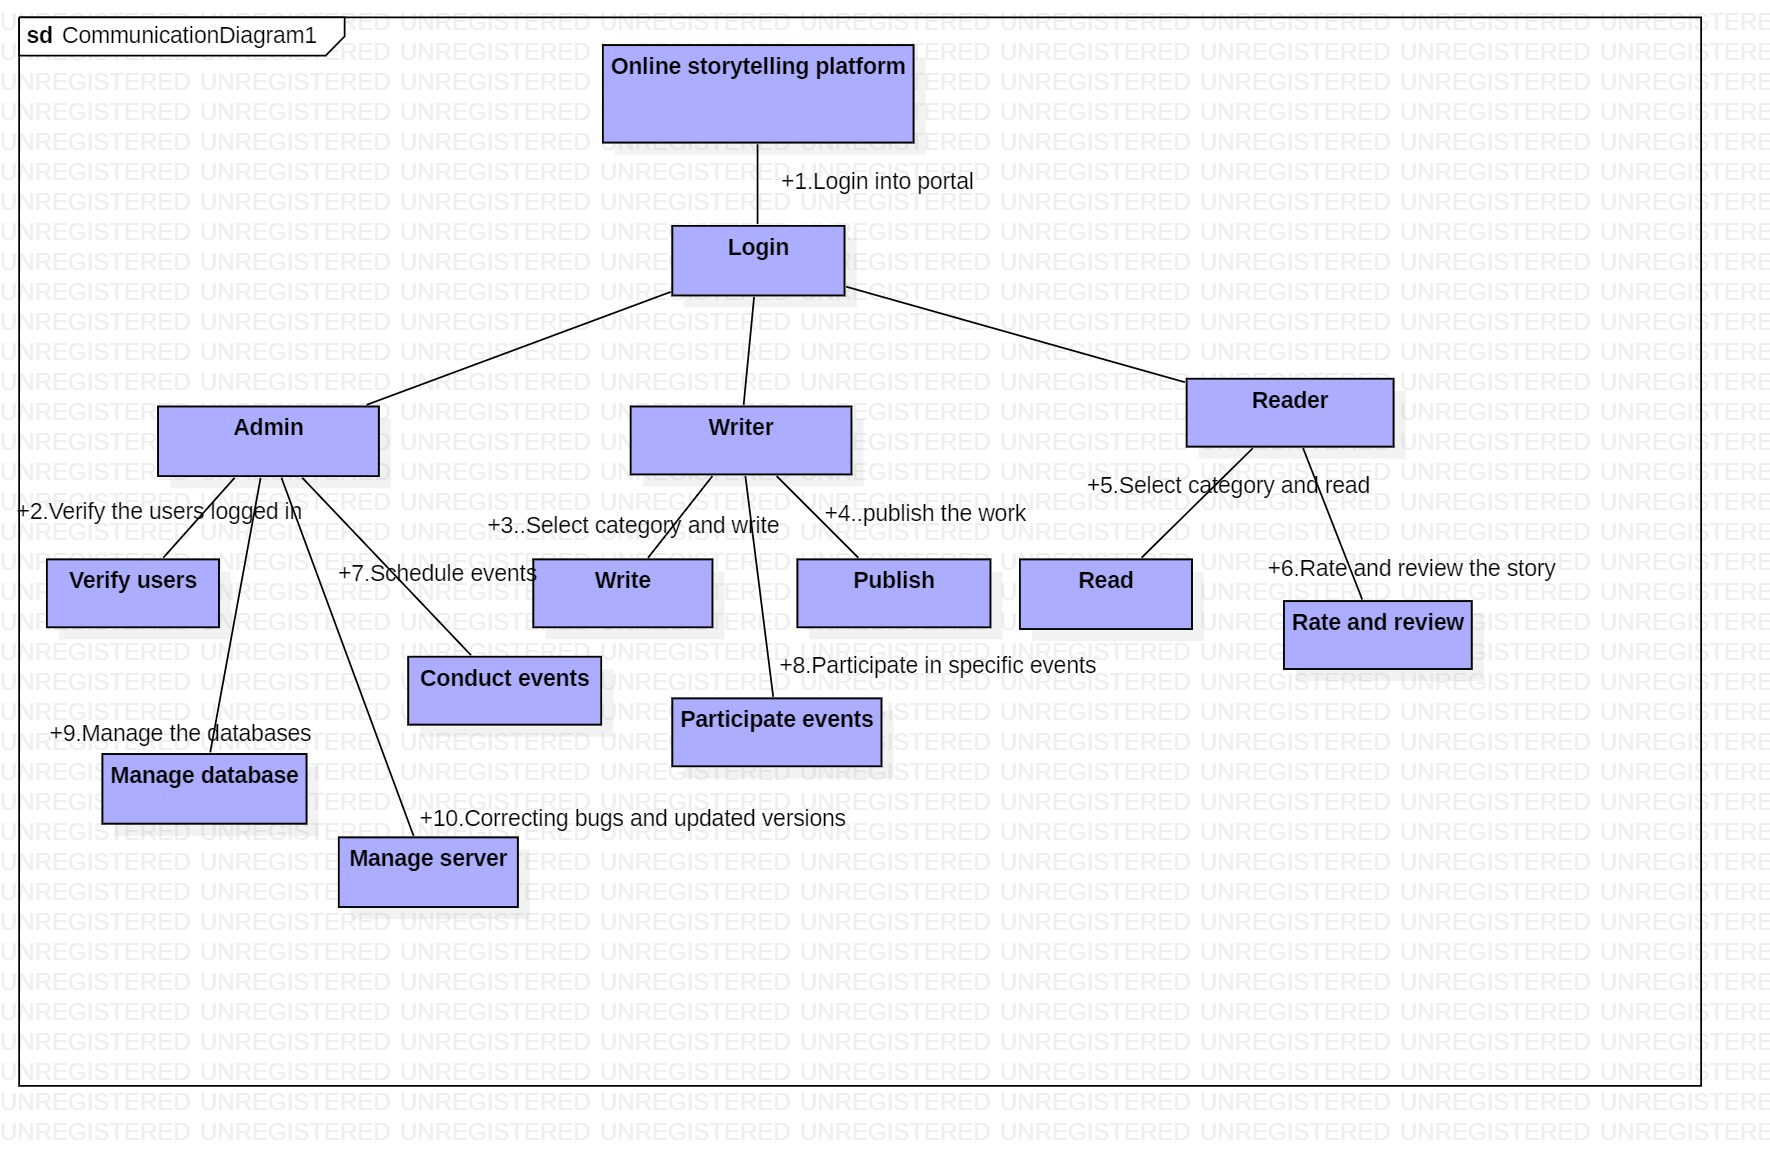 sd CommunicationDiagram1
Online storytelling platform
+1.Login into portal
Login
Admin
Writer
Reader
+2.Verify the users logged in
+3..Select category and write
+4..publish the work
+5.Select category and read
+7.Schedule events
+6.Rate and review the story
Verify users
Write
Publish
Read
Rate and review
Conduct events
+8.Participate in specific events
Participate events
+9.Manage the databases
Manage database
+10.Correcting bugs and updated versions
Manage server
UNREGISTERED